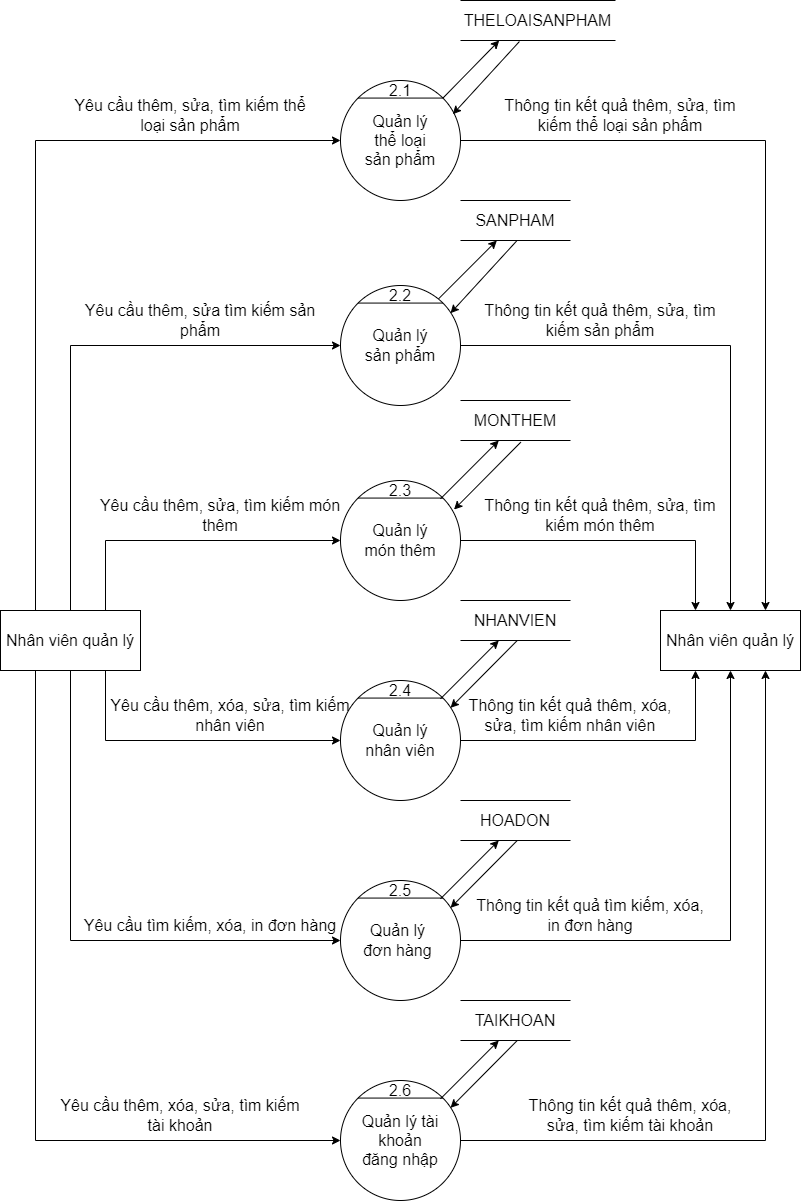 THELOAISANPHAM
2.1
Yêu cầu thêm, sửa, tìm kiếm thể
loại sản phẩm
Quản lý
thể loại
sản phẩm
Thông tin kết quả thêm, sửa, tìm
kiếm thể loại sản phẩm
SANPHAM
2.2
Yêu cầu thêm, sửa tìm kiếm sản
phẩm
Quản lý
sản phẩm
Thông tin kết quả thêm, sửa, tìm
kiếm sản phẩm
MONTHEM
2.3
Yêu cầu thêm, sửa, tìm kiếm món
thêm
Quản lý
món thêm
Thông tin kết quả thêm, sửa, tìm
kiếm món thêm
Nhân viên quản lý
NHANVIEN
Nhân viên quản lý
2.4
Yêu cầu thêm, xóa, sửa, tìm kiếm
nhân viên
Quản lý
nhân viên
Thông tin kết quả thêm, xóa,
sửa, tìm kiếm nhân viên
HOADON
2.5
Yêu cầu tìm kiếm, xóa, in đơn hàng
Quản lý
đơn hàng
Thông tin kết quả tìm kiếm, xóa,
in đơn hàng
TAIKHOAN
2.6
Yêu cầu thêm, xóa, sửa, tìm kiếm
tài khoản
Quản lý tài
khoản
đăng nhập
Thông tin kết quả thêm, xóa,
sửa, tìm kiếm tài khoản